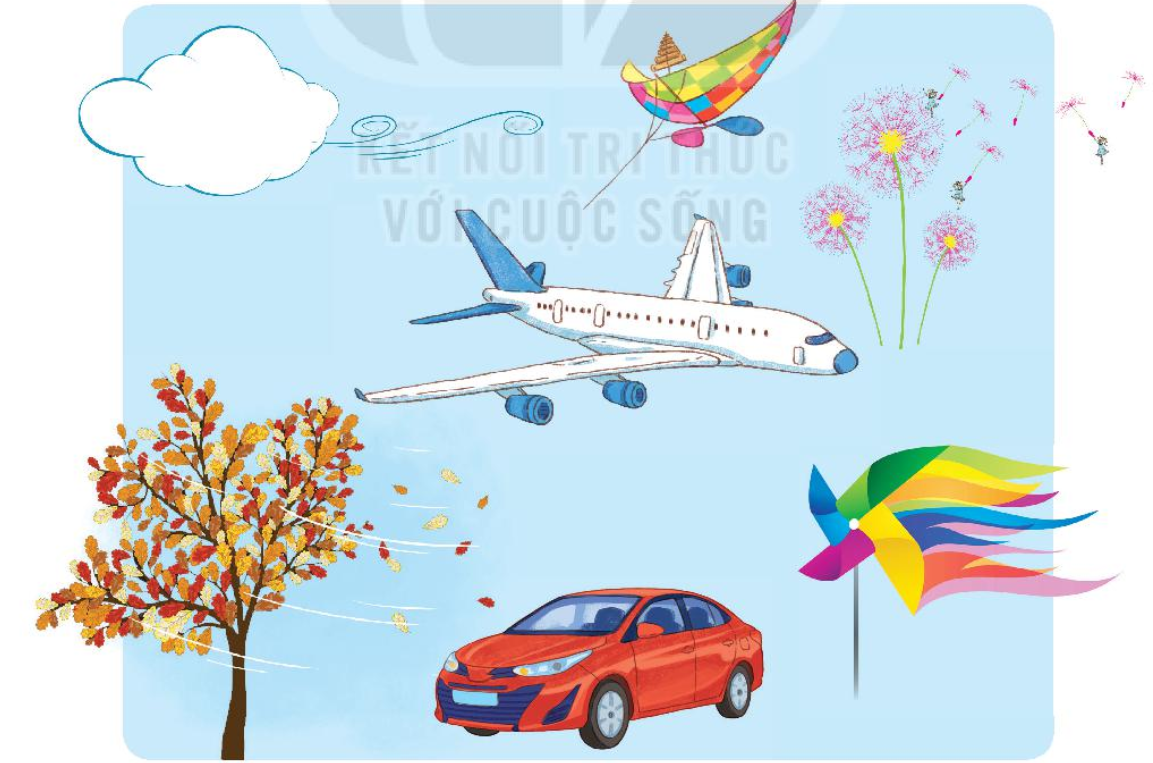 KẾT NỐI TRI THỨC
VỚI CUỘC SỐNG